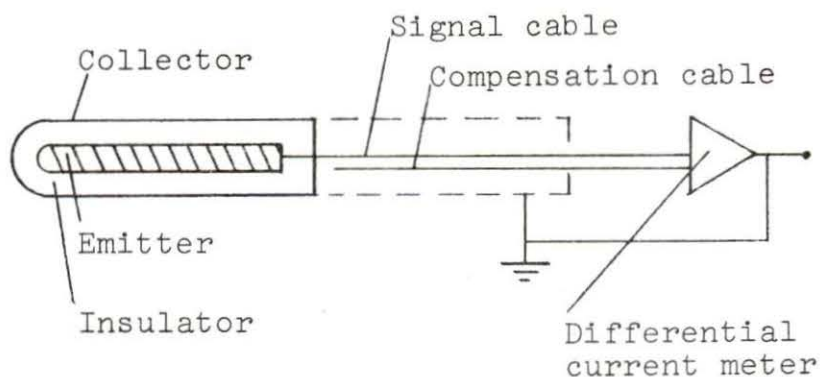 Signal cable
Collector
Compensation cable
Emitter
Insulator
Differential
current meter